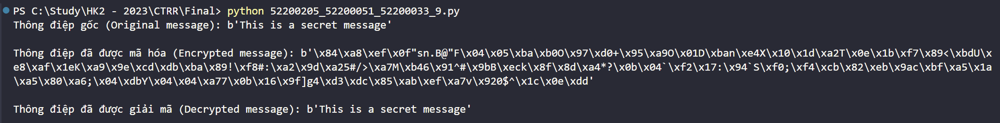 PS C:\Study\HK2 - 2023\CTRR\Final> python 52200205_52200051_52200033_9.py
Thông điệp gốc (Original message): b'This is a secret message'
Thông điệp đã được mã hóa (Encrypted message): b'\x84\xa8\xef\x0f"sn.B@"F\x04\x05\xba\xb0O\x97\xd0+\x95\xa9O\x01D\xban\xe4X\x10\x1d\xa2T\x0e\x1b\xf7\x89<\xbdU\x
e8\xaf\x1eK\xa9\x9e\xcd\xdb\xba\x89!\xf8#:\xa2\x9d\xa25#/>\xa7M\xb46\x91^#\x9bB\xeck\x8f\x8d\xa4*?\x0b\x04`\xf2\x17:\x94`S\xf0;\xf4\xcb\x82\xeb\x9ac\xbf\xa5\x1a
\xa5\x80\xa6;\x04\xdbY\x04\x04\xa77\x0b\x16\x9f]g4\xd3\xdc\x85\xab\xef\xa7v\x920$^\x1c\x0e\xdd'
Thông điệp đã được giải mã (Decrypted message): b'This is a secret message'